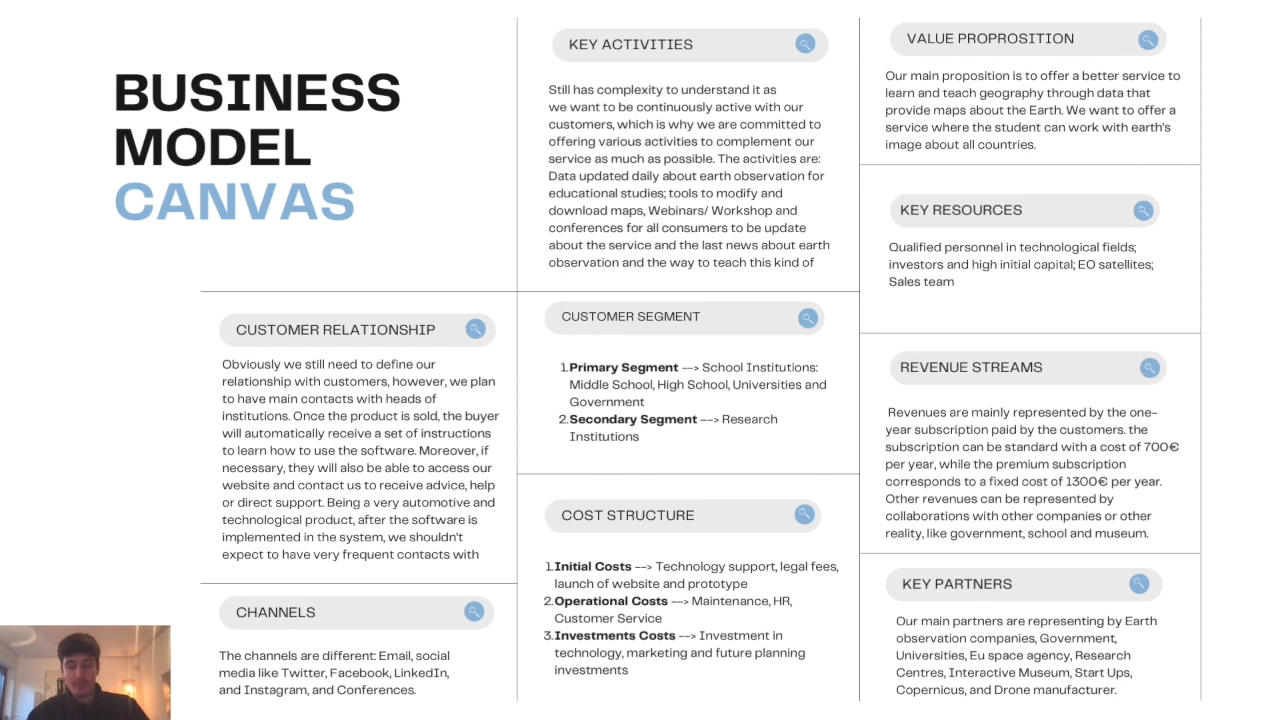 BUSINESS
MODEL
CANVAS
KEY ACTIVITIES
Still has complexity to understand it as
we want to be continuously active with our
customers, which is why we are committed to
offering various activities to complement our
service as much as possible. The activities are:
Data updated daily about earth observation for
educational studies; tools to modify and
download maps, Webinars/ Workshop and
conferences for all consumers to be update
about the service and the last news about earth
observation and the way to teach this kind of
VALUE PROPROSITION
Our main proposition is to offer a better service to
learn and teach geography through data that
provide maps about the Earth. We want to offer a
service where the student can work with earth's
image about all countries.
KEY RESOURCES
Qualified personnel in technological fields;
investors and high initial capital; EO satellites;
Sales team
CUSTOMER RELATIONSHIP
Obviously we still need to define our
relationship with customers, however, we plan
to have main contacts with heads of
institutions. Once the product is sold, the buyer
will automatically receive a set of instructions
to learn how to use the software. Moreover, if
necessary, they will also be able to access our
website and contact us to receive advice, help
or direct support. Being a very automotive and
technological product, after the software is
implemented in the system, we shouldn't
expect to have very frequent contacts with
CUSTOMER SEGMENT
1.Primary Segment --> School Institutions:
Middle School, High School, Universities and
Government
2.Secondary Segment --> Research
Institutions
REVENUE STREAMS
Revenues are mainly represented by the one-
year subscription paid by the customers. the
subscription can be standard with a cost of 700€
per year, while the premium subscription
corresponds to a fixed cost of 1300€ per year.
Other revenues can be represented by
collaborations with other companies or other
reality, like government, school and museum.
COST STRUCTURE
1.Initial Costs --> Technology support, legal fees,
launch of website and prototype
2.Operational Costs --> Maintenance, HR,
Customer Service
3.Investments Costs --> Investment in
technology, marketing and future planning
investments
CHANNELS
The channels are different: Email, social
media like Twitter, Facebook, LinkedIn,
and Instagram, and Conferences.
KEY PARTNERS
Our main partners are representing by Earth
observation companies, Government,
Universities, Eu space agency, Research
Centres, Interactive Museum, Start Ups,
Copernicus, and Drone manufacturer.